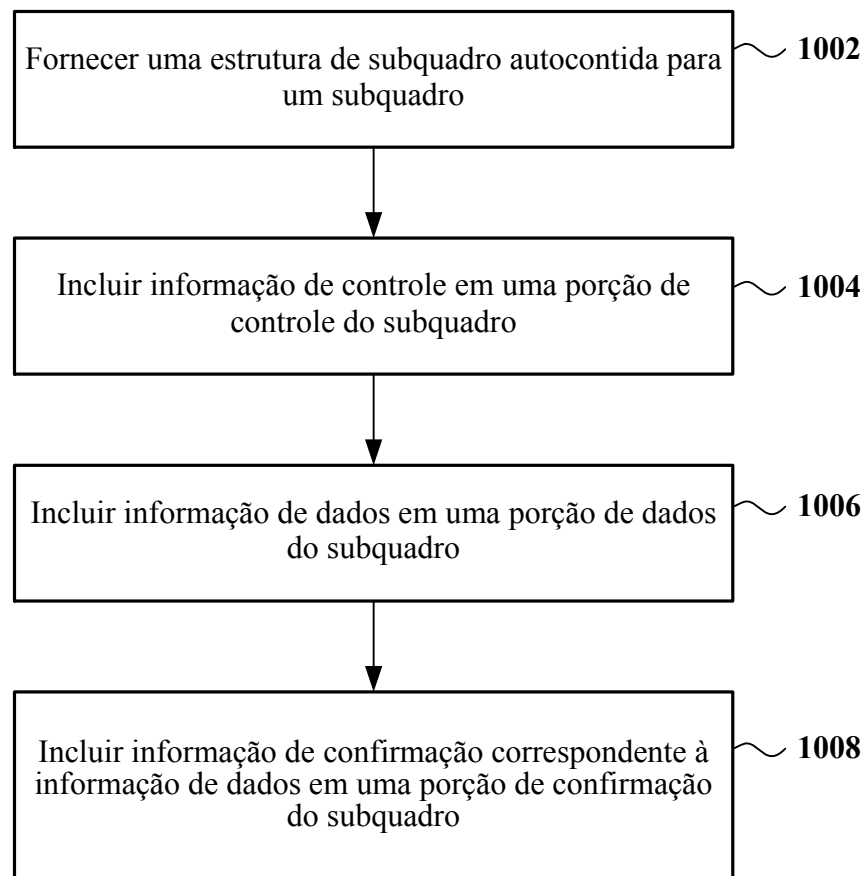 Fornecer uma estrutura de subquadro autocontida para
um subquadro
1002
Incluir informação de controle em uma porção de
controle do subquadro
1004
Incluir informação de dados em uma porção de dados
do subquadro
1006
Incluir informação de confirmação correspondente à
informação de dados em uma porção de confirmação
do subquadro
1008